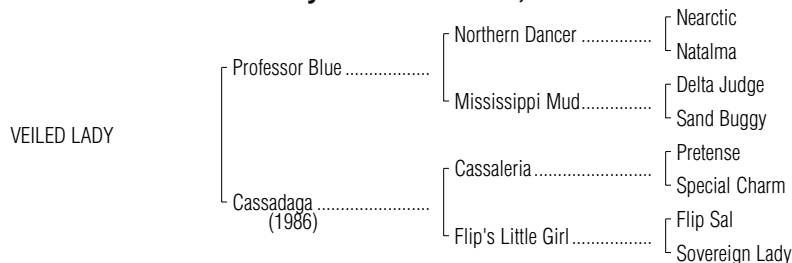 Nearctic
Northern Dancer ..............
Natalma
Professor Blue .................
Delta Judge
Mississippi Mud..............
Sand Buggy
VEILED LADY
Pretense
Cassaleria ......................
Special Charm
Cassadaga ......................
(1986)
Flip Sal
Flip's Little Girl................
Sovereign Lady